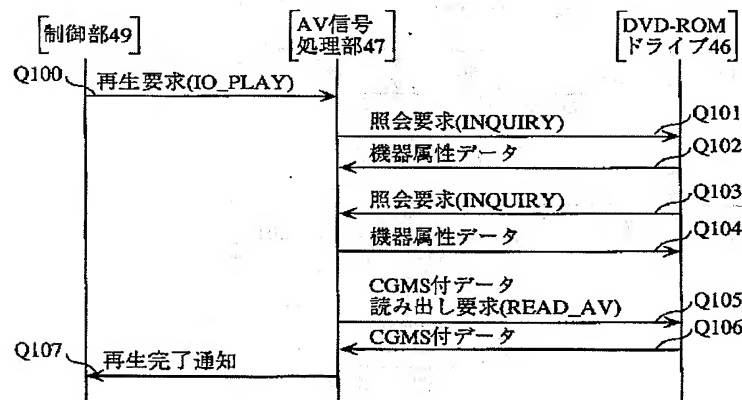 制御部49
AV信号
処理部47
DVD-ROM
ドライブ46
Q100
再生要求(IO_PLAY)
照会要求(INQUIRY)
Q101
機器属性データ
Q102
照会要求(INQUIRY)
Q103
機器属性データ
Q104
CGMS付データ
読み出し要求(READ_AV)
Q105
CGMS付データ
Q106
Q107
再生完了通知